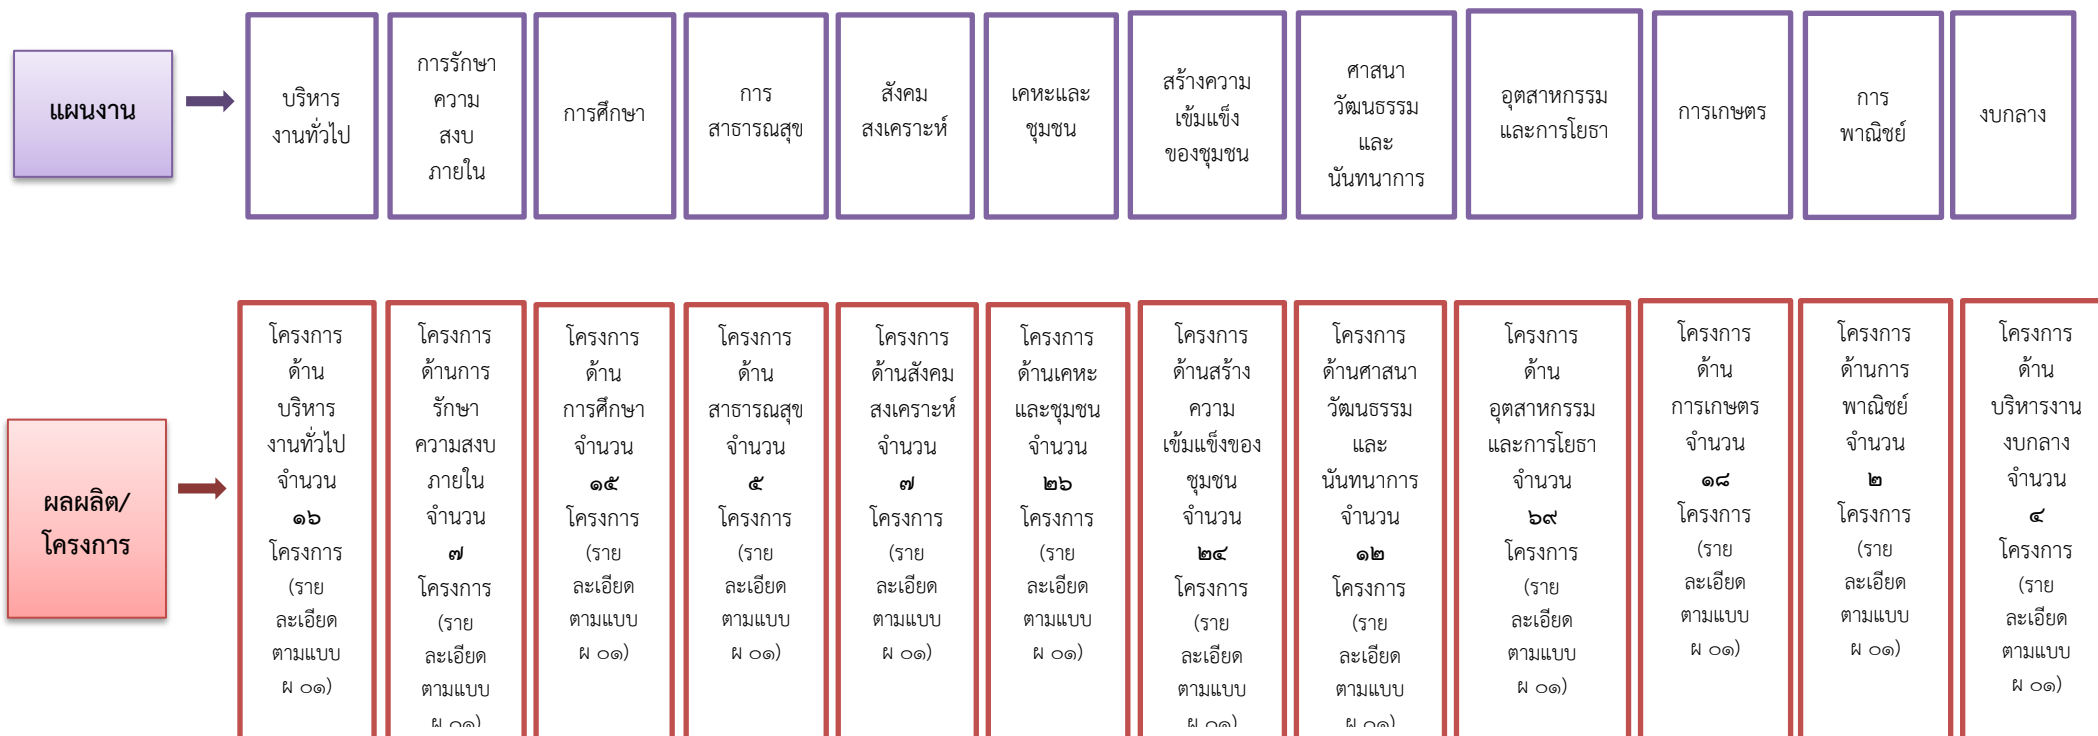 แผนงาน
บริหาร
งานทั่วไป
การรักษา
ความ
สงบ
ภายใน
การศึกษา
การ
สาธารณสุข
สังคม
สงเคราะห์
เคหะและ
ชุมชน
สร้างความ
เข้มแข็ง
ของชุมชน
ศาสนา
วัฒนธรรม
และ
นันทนาการ
อุตสาหกรรม
และการโยธา
การเกษตร
การ
พาณิชย์
งบกลาง
ผลผลิต/
โครงการ
โครงการ
ด้าน
บริหาร
งานทั่วไป
จำนวน
๑๖
โครงการ
(ราย
ละเอียด
ตามแบบ
ผ ๐๑)
โครงการ
ด้านการ
รักษา
ความสงบ
ภายใน
จำนวน
๗
โครงการ
(ราย
ละเอียด
ตามแบบ
ผ ๐๑)
โครงการ
ด้าน
การศึกษา
จำนวน
๑๕
โครงการ
(ราย
ละเอียด
ตามแบบ
ผ ๐๑)
โครงการ
ด้าน
สาธารณสุข
จำนวน
๕
โครงการ
(ราย
ละเอียด
ตามแบบ
ผ ๐๑)
โครงการ
ด้านสังคม
สงเคราะห์
จำนวน
๗
โครงการ
(ราย
ละเอียด
ตามแบบ
ผ ๐๑)
โครงการ
ด้านเคหะ
และชุมชน
จำนวน
๒๖
โครงการ
(ราย
ละเอียด
ตามแบบ
ผ ๐๑)
โครงการ
ด้านสร้าง
ความ
เข้มแข็งของ
ชุมชน
จำนวน
๒๔
โครงการ
(ราย
ละเอียด
ตามแบบ
ผ ๐๑)
โครงการ
ด้านศาสนา
วัฒนธรรม
และ
นันทนาการ
จำนวน
๑๒
โครงการ
(ราย
ละเอียด
ตามแบบ
ผ ๐๑)
โครงการ
ด้าน
อุตสาหกรรม
และการโยธา
จำนวน
๖๙
โครงการ
(ราย
ละเอียด
ตามแบบ
ผ ๐๑)
โครงการ
ด้าน
การเกษตร
จำนวน
๑๘
โครงการ
(ราย
ละเอียด
ตามแบบ
ผ ๐๑)
โครงการ
ด้านการ
พาณิชย์
จำนวน
๒
โครงการ
(ราย
ละเอียด
ตามแบบ
ผ ๐๑)
โครงการ
ด้าน
บริหารงาน
งบกลาง
จำนวน
๔
โครงการ
(ราย
ละเอียด
ตามแบบ
ผ ๐๑)